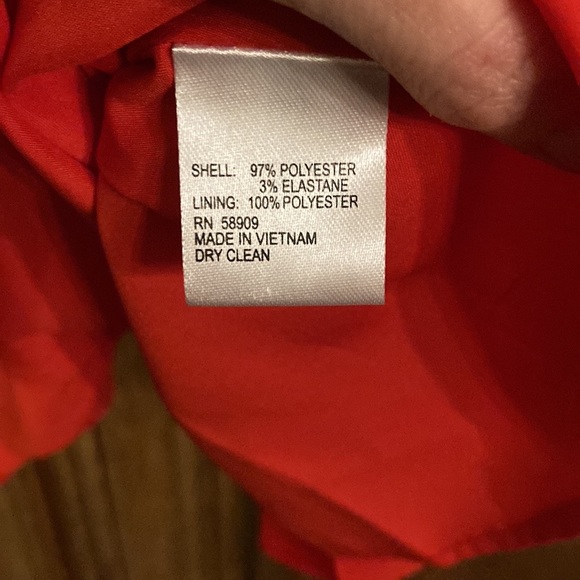 SHELL: 97% POLYESTER
3% ELASTANE
LINING: 100% POLYESTER
RN 58909
MADE IN VIETNAM
DRY CLEAN